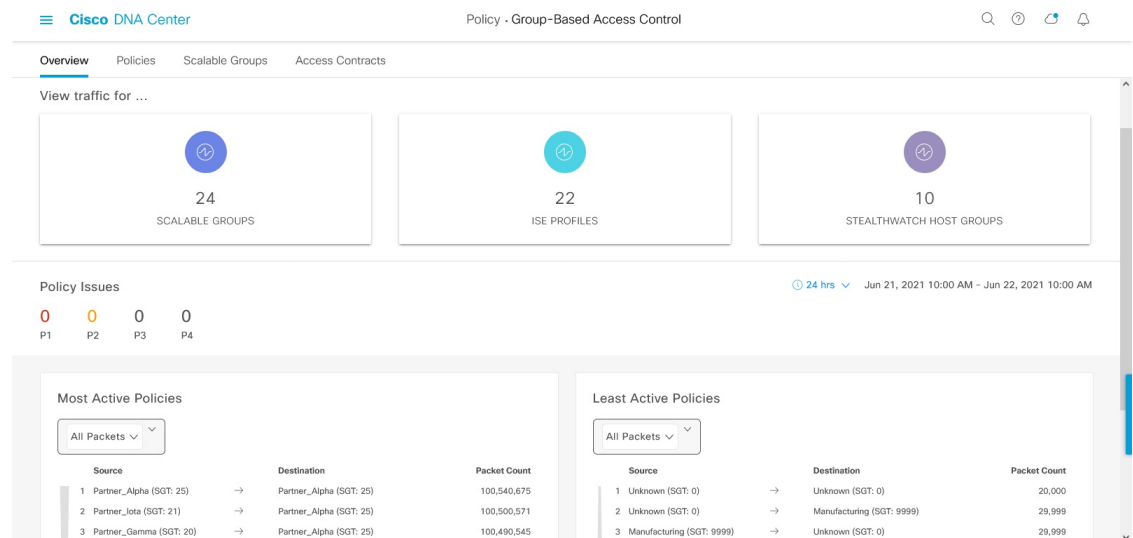 Cisco DNA Center
Policy · Group-Based Access Control
Overview Policies Scalable Groups Access Contracts
View traffic for ...
24
SCALABLE GROUPS
22
ISE PROFILES
10
STEALTHWATCH HOST GROUPS
Policy Issues
24 hrs Jun 21, 2021 10:00 AM - Jun 22, 2021 10:00 AM
0 0 0 0
P1 P2 P3 P4
Most Active Policies
All Packets
Source Destination Packet Count
1 Partner_Alpha (SGT: 25) → Partner_Alpha (SGT: 25) 100,540,675
2 Partner_Iota (SGT: 21) → Partner_Alpha (SGT: 25) 100,500,571
3 Partner_Gamma (SGT: 20) → Partner_Alpha (SGT: 25) 100,490,545
Least Active Policies
All Packets
Source Destination Packet Count
1 Unknown (SGT: 0) → Unknown (SGT: 0) 20,000
2 Unknown (SGT: 0) → Manufacturing (SGT: 9999) 29,999
3 Manufacturing (SGT: 9999) → Unknown (SGT: 0) 29,999